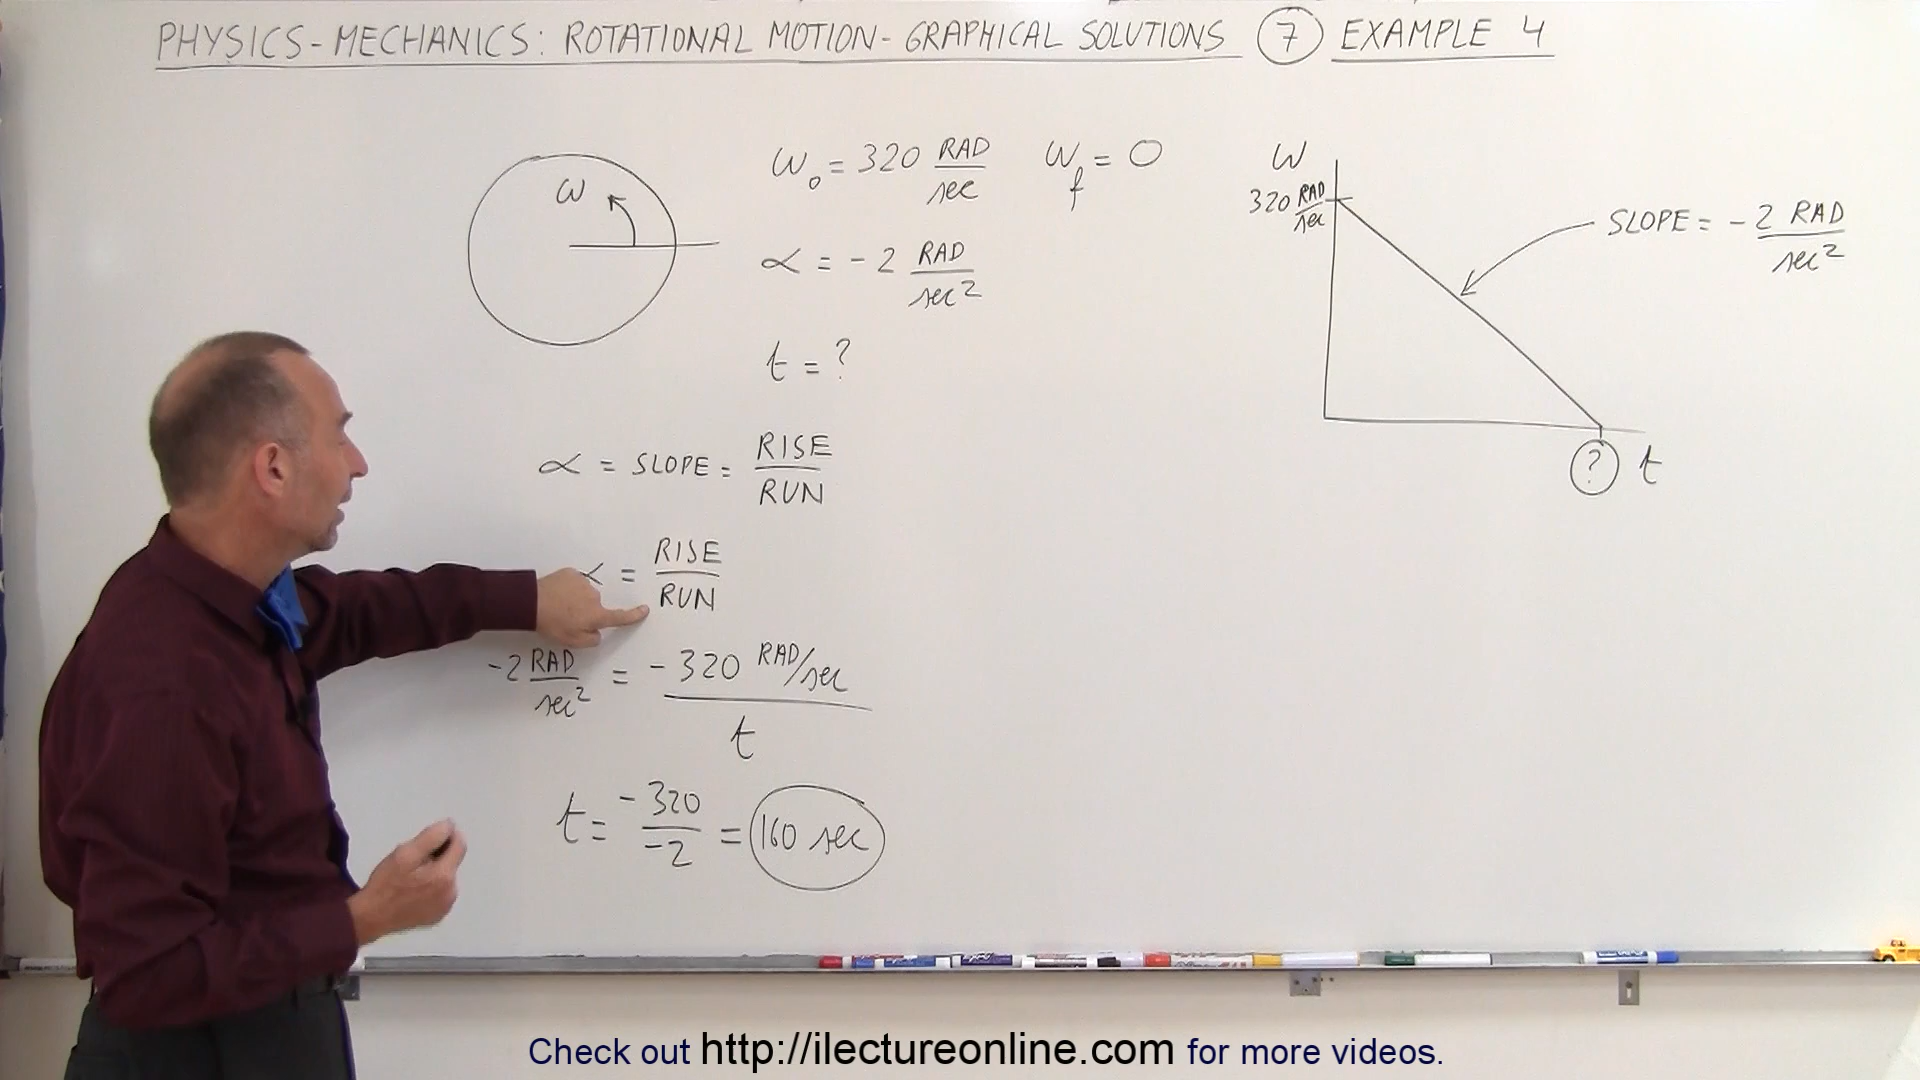 PHYSICS-MECHANICS: ROTATIONAL MOTION-GRAPHICAL SOLUTIONS 7 EXAMPLE 4
ω
ω₀ = 320 RAD/sec
ω_f = 0
α = -2 RAD/sec²
t = ?
α = SLOPE = RISE/RUN
α = RISE/RUN
-2 RAD/sec² = -320 RAD/sec / t
t = -320/-2 = 160 sec
ω
320 RAD/sec
SLOPE = -2 RAD/sec²
? t
Check out http://ilectureonline.com for more videos.